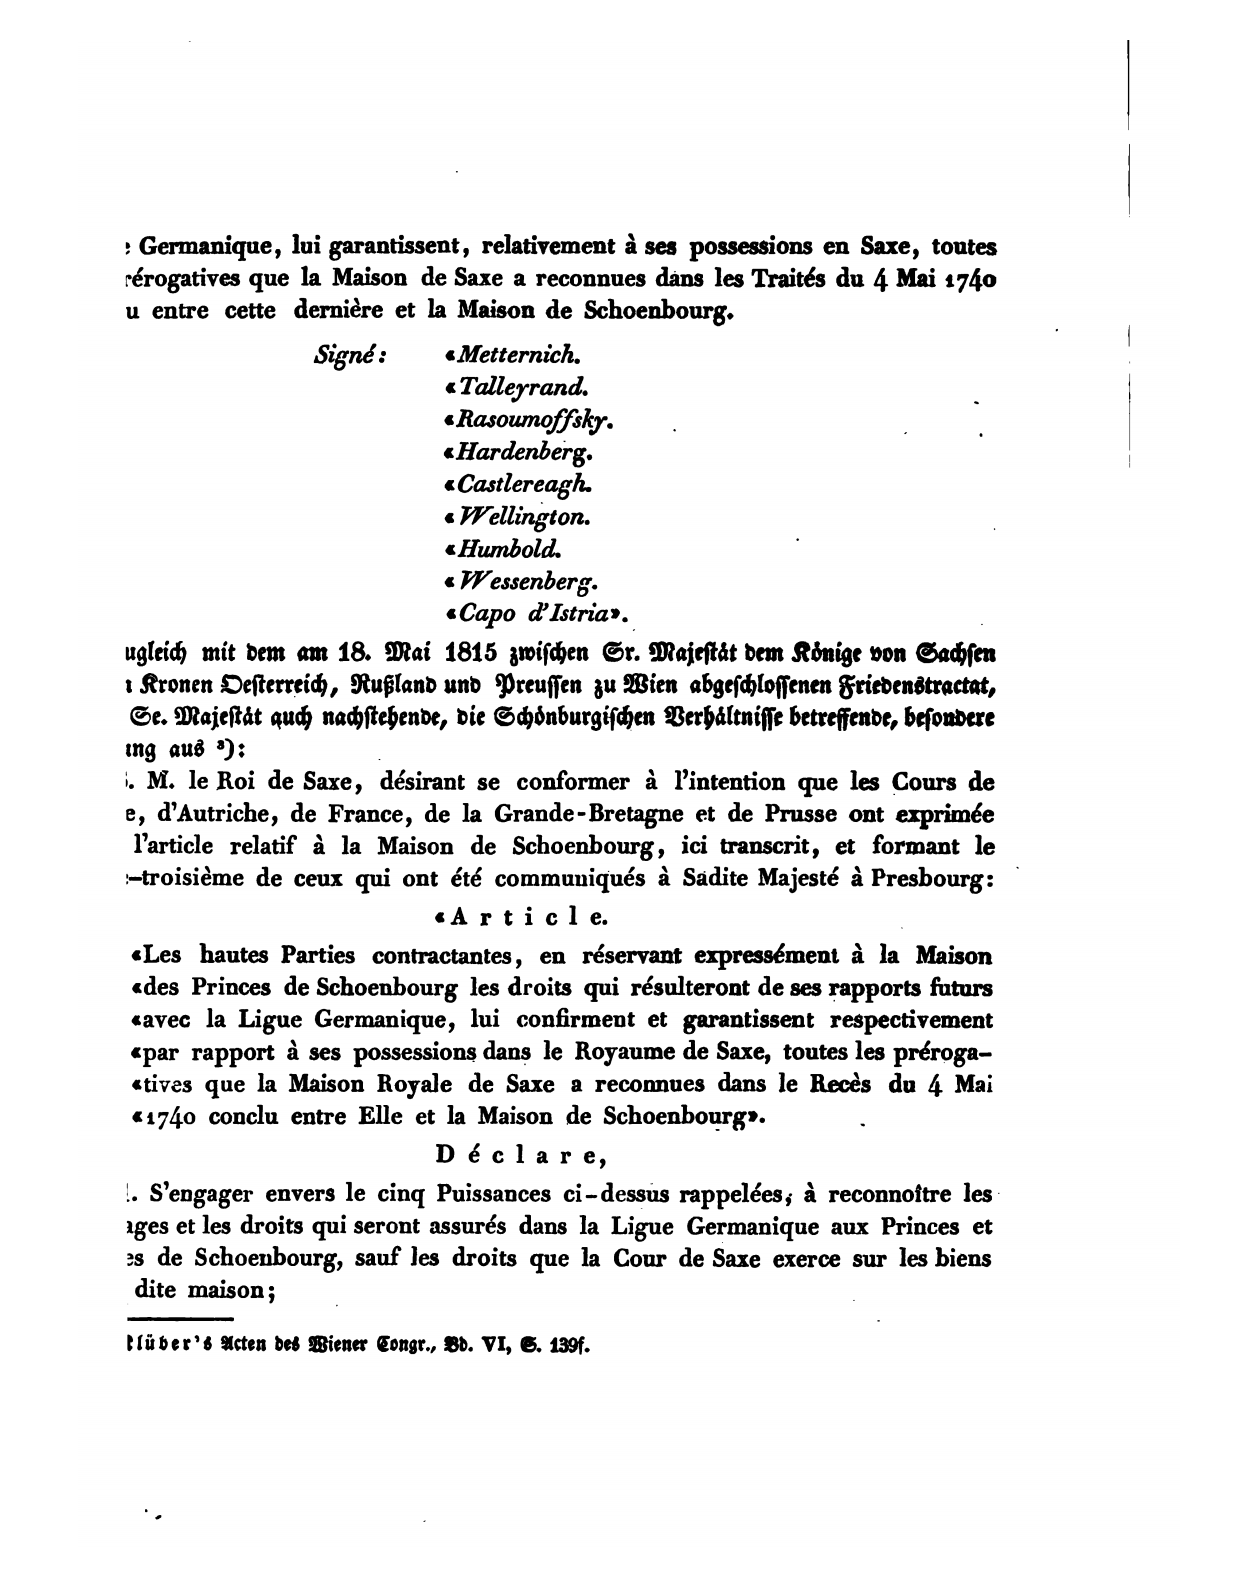 Germanique, lui garantissent, relativement à ses possessions en Saxe, toutes
rérogatives que la Maison de Saxe a reconnues dans les Traités du 4 Mai 1740
u entre cette dernière et la Maison de Schoenbourg.
Signé: «Metternich.
«Talleyrand.
«Rasoumoffsky.
«Hardenberg.
«Castlereagh.
«Wellington.
«Humbold.
«Wessenberg.
«Capo d'Istria».
ugleich mit dem am 18. Mai 1815 zwischen Sr. Majestät dem Könige von Sachsen
Kronen Oesterreich, Rußland und Preussen zu Wien abgeschlossenen Friedenstractat,
Se. Majestät auch nachstehende, die Schönburgischen Verhältnisse betreffende, besondere
ung aus ³):
. M. le Roi de Saxe, désirant se conformer à l'intention que les Cours de
e, d'Autriche, de France, de la Grande-Bretagne et de Prusse ont exprimée
l'article relatif à la Maison de Schoenbourg, ici transcrit, et formant le
-troisième de ceux qui ont été communiqués à Sadite Majesté à Presbourg:
«Article.
«Les hautes Parties contractantes, en réservant expressément à la Maison
«des Princes de Schoenbourg les droits qui résulteront de ses rapports futurs
«avec la Ligue Germanique, lui confirment et garantissent respectivement
«par rapport à ses possessions dans le Royaume de Saxe, toutes les préroga-
«tives que la Maison Royale de Saxe a reconnues dans le Recès du 4 Mai
«1740 conclu entre Elle et la Maison de Schoenbourg».
Déclare,
. S'engager envers le cinq Puissances ci-dessus rappelées, à reconnoître les
ages et les droits qui seront assurés dans la Ligue Germanique aux Princes et
es de Schoenbourg, sauf les droits que la Cour de Saxe exerce sur les biens
dite maison;
lüber's Acten des Wiener Congr., Bd. VI, S. 139f.